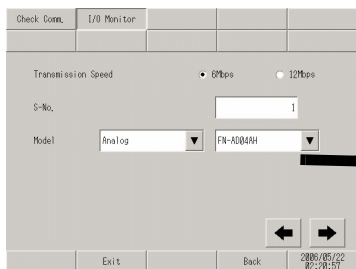 Check Comm. I/O Monitor
Transmission Speed 6Mbps 12Mbps
S-No. 1
Model Analog FN-AD04AH
Exit Back 2006/05/22
02:20:57